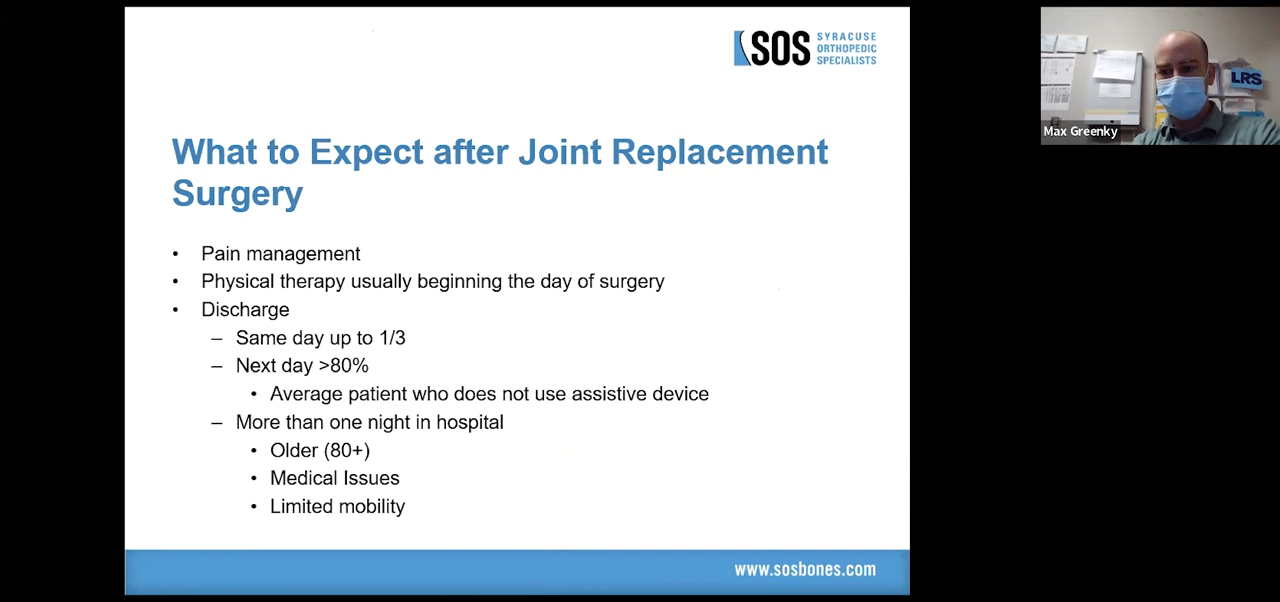 SOS SYRACUSE
ORTHOPEDIC
SPECIALISTS
What to Expect after Joint Replacement
Surgery
• Pain management
• Physical therapy usually beginning the day of surgery
• Discharge
– Same day up to 1/3
– Next day >80%
• Average patient who does not use assistive device
– More than one night in hospital
• Older (80+)
• Medical Issues
• Limited mobility
www.sosbones.com
LRS
Max Greenky